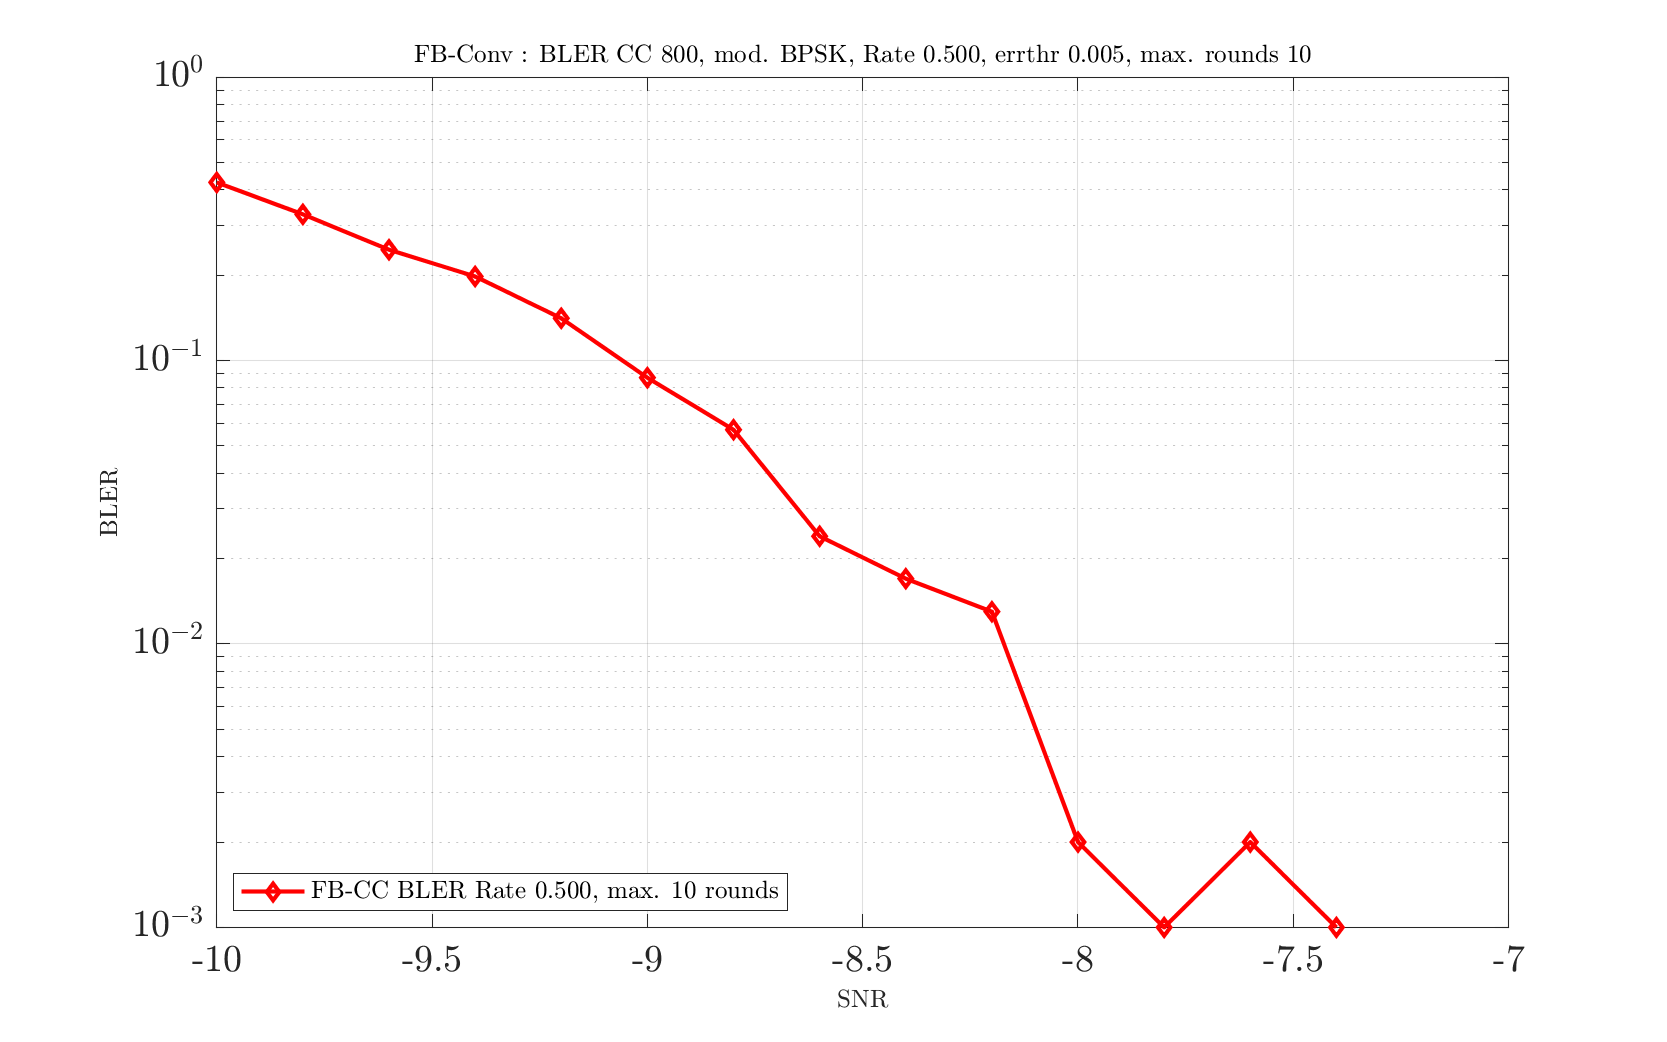 FB-Conv : BLER CC 800, mod. BPSK, Rate 0.500, errthr 0.005, max. rounds 10
10^0
10^{-1}
10^{-2}
10^{-3}
BLER
FB-CC BLER Rate 0.500, max. 10 rounds
-10 -9.5 -9 -8.5 -8 -7.5 -7
SNR